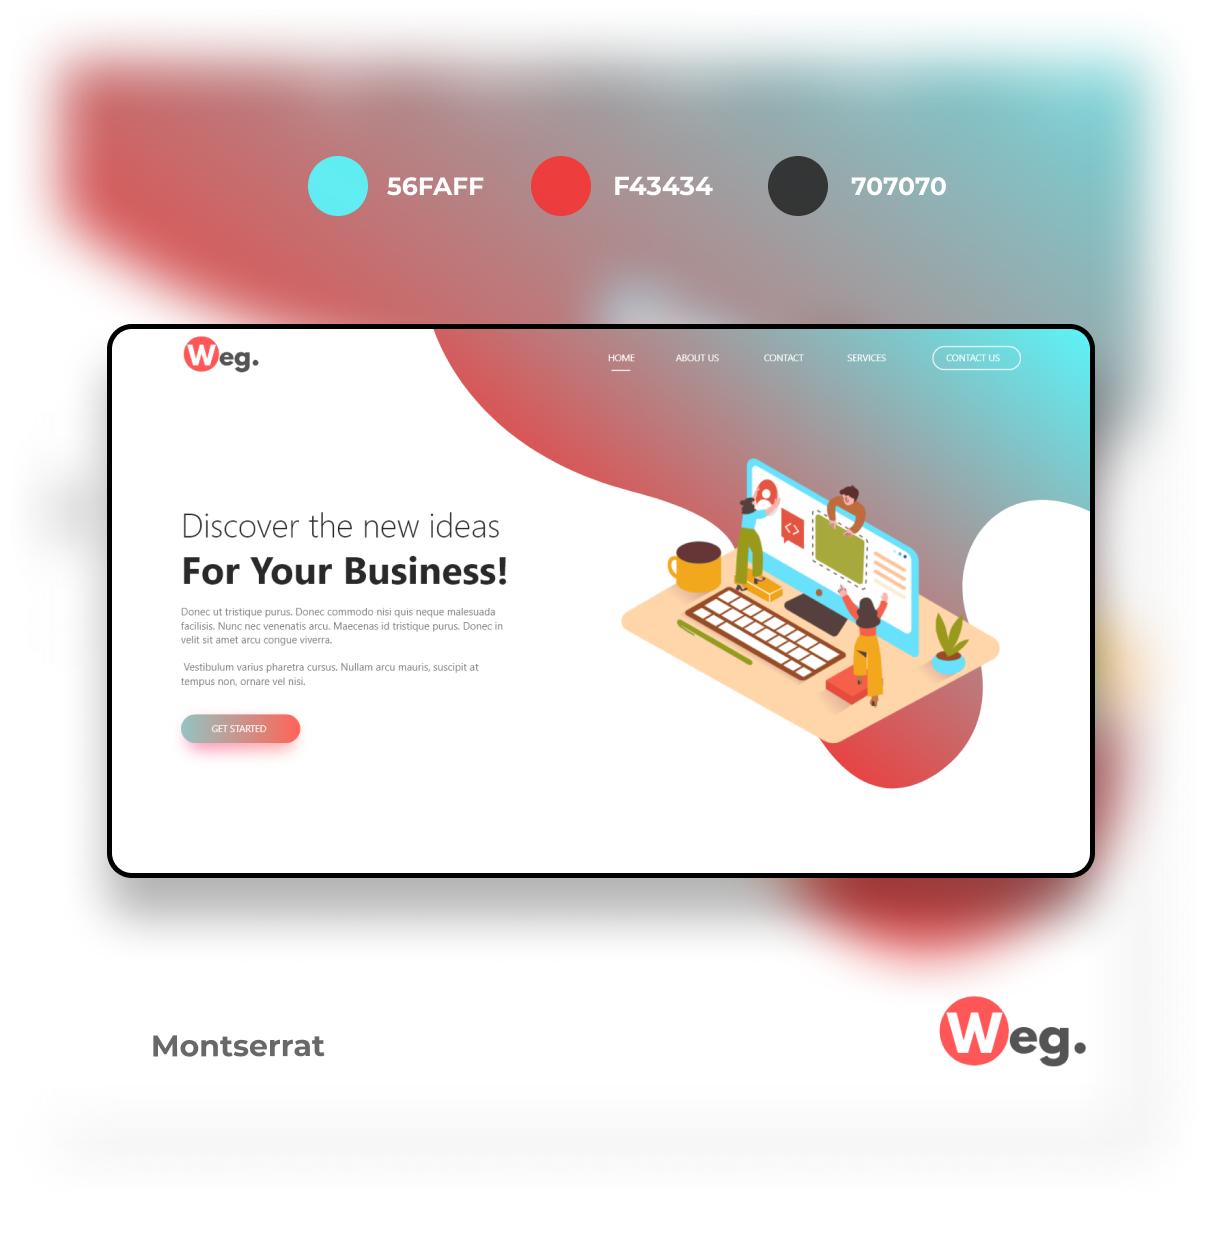 56FAFF F43434 707070
Weg. HOME ABOUT US CONTACT SERVICES CONTACT US
Discover the new ideas
For Your Business!
Donec ut tristique purus. Donec commodo nisi quis neque malesuada
facilisis. Nunc nec venenatis arcu. Maecenas id tristique purus. Donec in
velit sit amet arcu congue viverra.
Vestibulum varius pharetra cursus. Nullam arcu mauris, suscipit at
tempus non, ornare vel nisi.
GET STARTED
Montserrat
Weg.